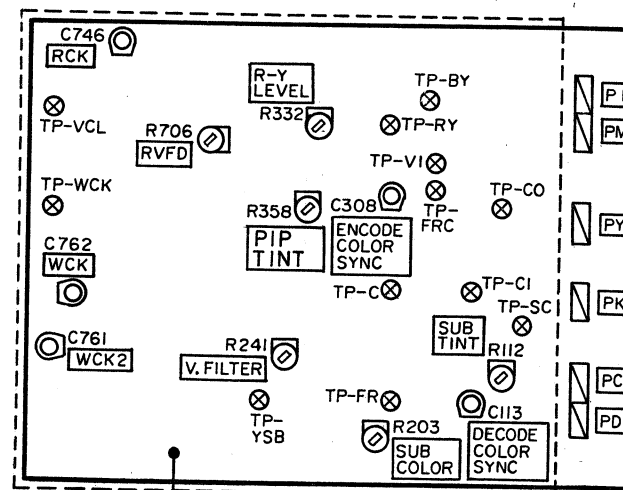 C746
RCK
R-Y
LEVEL
TP-BY
R332
TP-RY
TP-VCL
R706
RVFD
TP-VI
TP-WCK
TP-
FRC
TP-CO
R358
PIP
TINT
C308
ENCODE
COLOR
SYNC
C762
WCK
TP-C
TP-CI
TP-SC
C761
WCK2
R241
V. FILTER
SUB
TINT
R112
TP-
YSB
TP-FR
R203
SUB
COLOR
C113
DECODE
COLOR
SYNC
PM
PY
PK
PC
PD